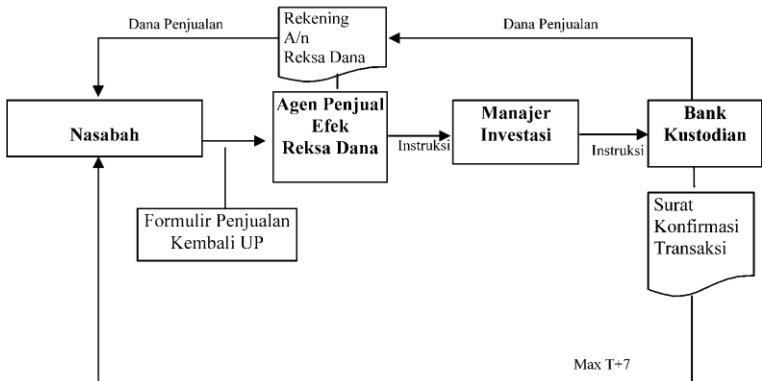 Dana Penjualan
Rekening
A/n
Reksa Dana
Dana Penjualan
Nasabah
Agen Penjual
Efek
Reksa Dana
Instruksi
Manajer
Investasi
Instruksi
Bank
Kustodian
Formulir Penjualan
Kembali UP
Surat
Konfirmasi
Transaksi
Max T+7